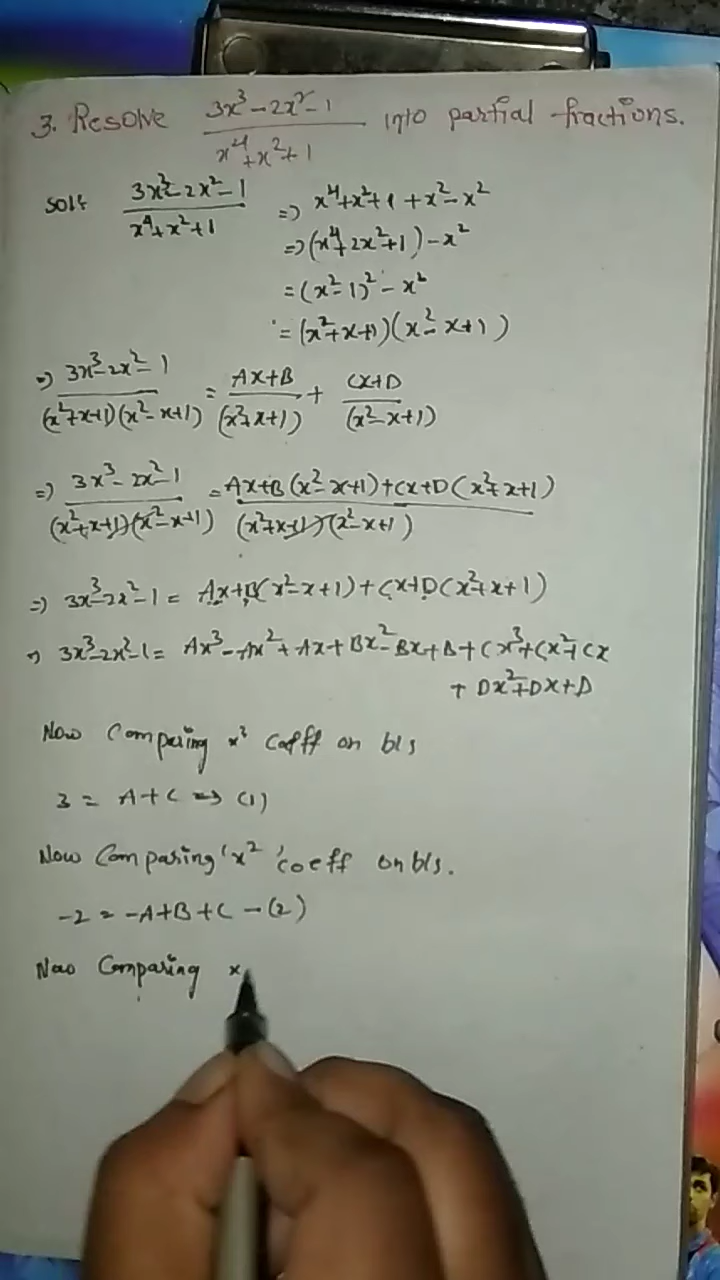 3. Resolve (3x³-2x²-1)/(x⁴+x²+1) into partial fractions.
Sol: (3x³-2x²-1)/(x⁴+x²+1) => x⁴+x²+1+x²-x²
=> (x⁴+2x²+1)-x²
= (x²-1)²-x²
= (x²+x+1)(x²-x+1)
=> (3x³-2x²-1)/((x²+x+1)(x²-x+1)) = (Ax+B)/(x²+x+1) + (Cx+D)/(x²-x+1)
=> (3x³-2x²-1)/((x²+x+1)(x²-x+1)) = (Ax+B(x²-x+1)+Cx+D(x²+x+1))/((x²+x+1)(x²-x+1))
=> 3x³-2x²-1 = Ax+B(x²-x+1)+Cx+D(x²+x+1)
=> 3x³-2x²-1 = Ax³-Ax²+Ax+Bx²-Bx+B+Cx³+Cx²+Cx
+Dx²+Dx+D
Now Comparing x³ Coeff on bls
3 = A+C => (1)
Now Comparing 'x²' coeff on bls.
-2 = -A+B+C -(2)
Now Comparing x